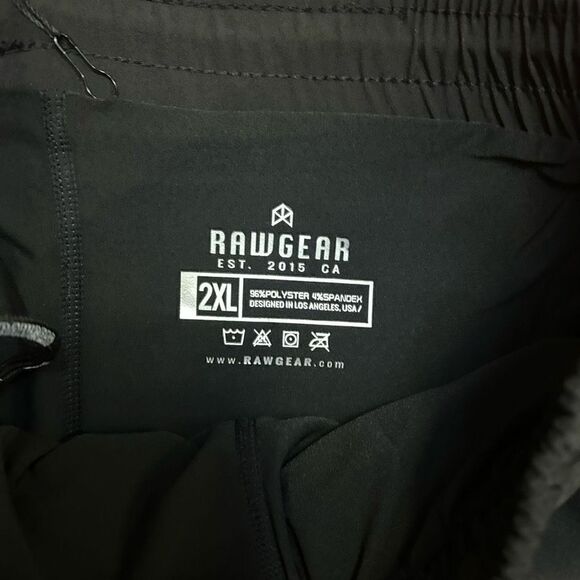 RAWGEAR
EST. 2015 CA
2XL
96%POLYSTER 4%SPANDEX
DESIGNED IN LOS ANGELES, USA/
www.RAWGEAR.com